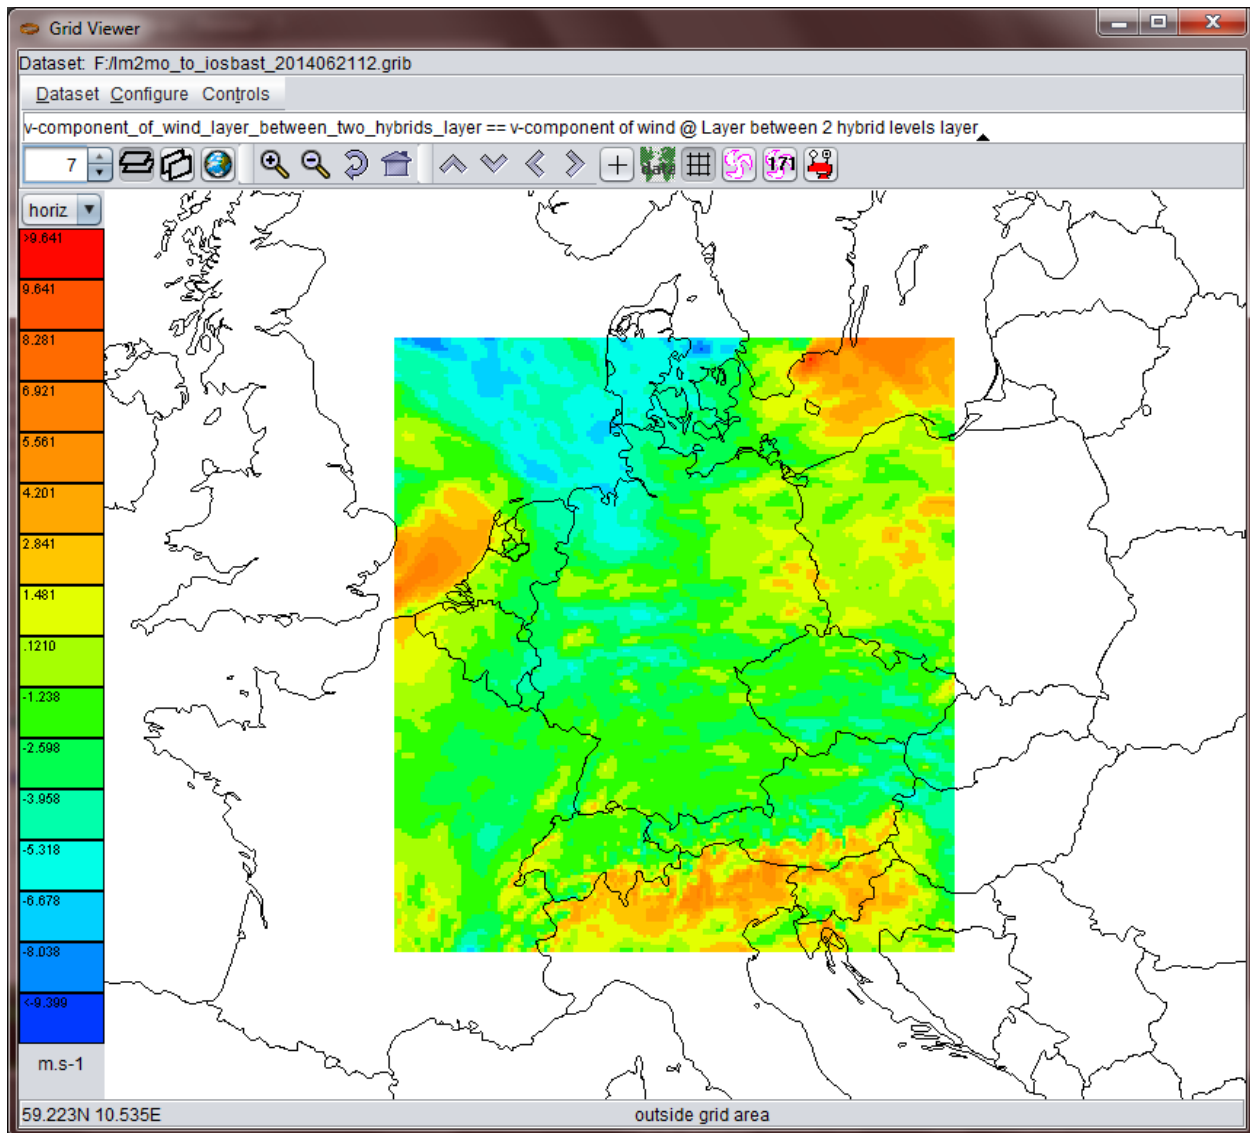 Grid Viewer
Dataset: F:/lm2mo_to_iosbast_2014062112.grib
Dataset Configure Controls
v-component_of_wind_layer_between_two_hybrids_layer == v-component of wind @ Layer between 2 hybrid levels layer
7
data
171
horiz
>9.641
9.641
8.281
6.921
5.561
4.201
2.841
1.481
.1210
-1.238
-2.598
-3.958
-5.318
-6.678
-8.038
<-9.399
m.s-1
59.223N 10.535E outside grid area